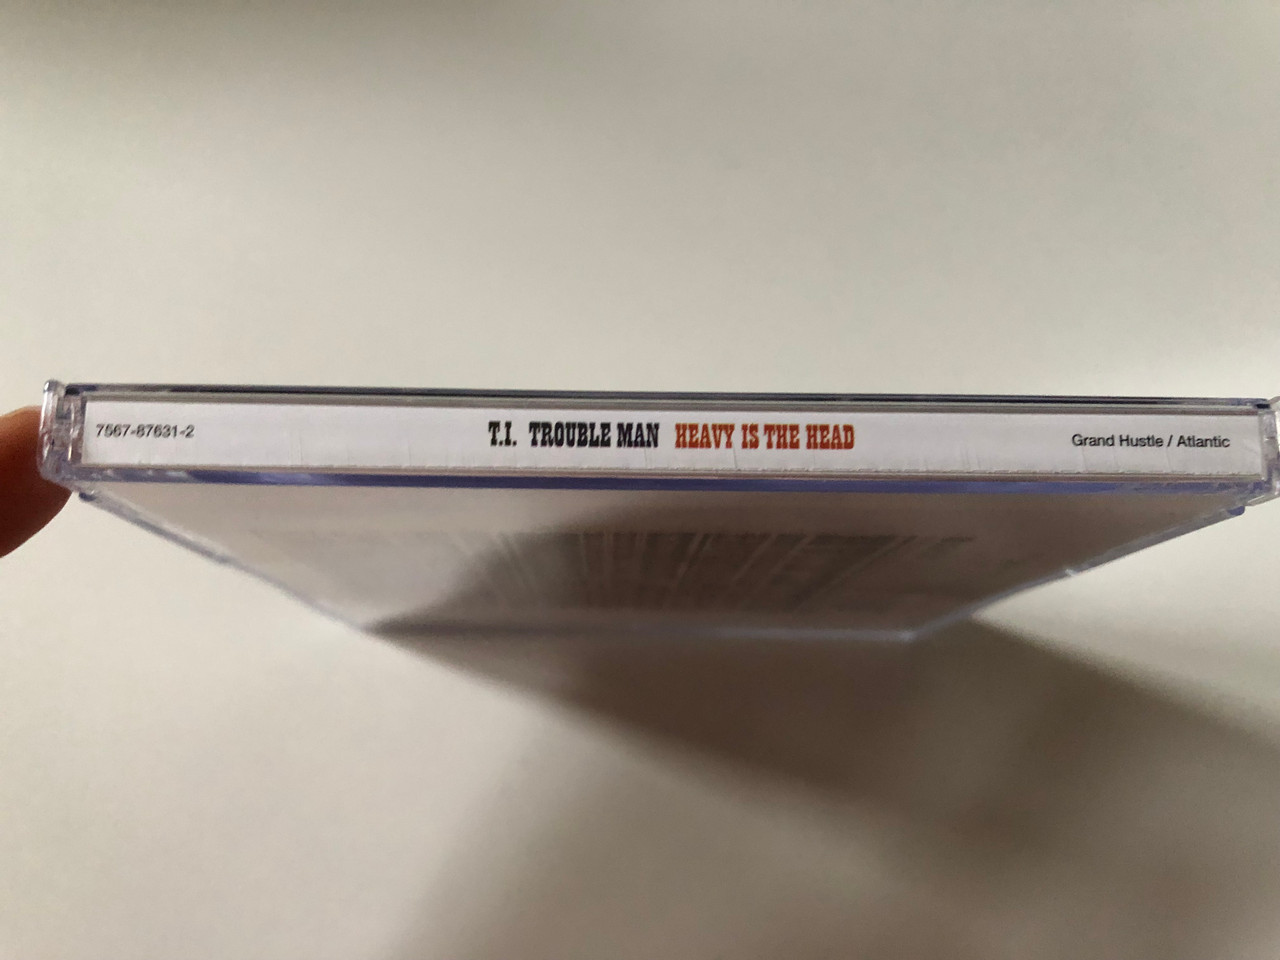 7567-87631-2 T.I. TROUBLE MAN HEAVY IS THE HEAD Grand Hustle / Atlantic